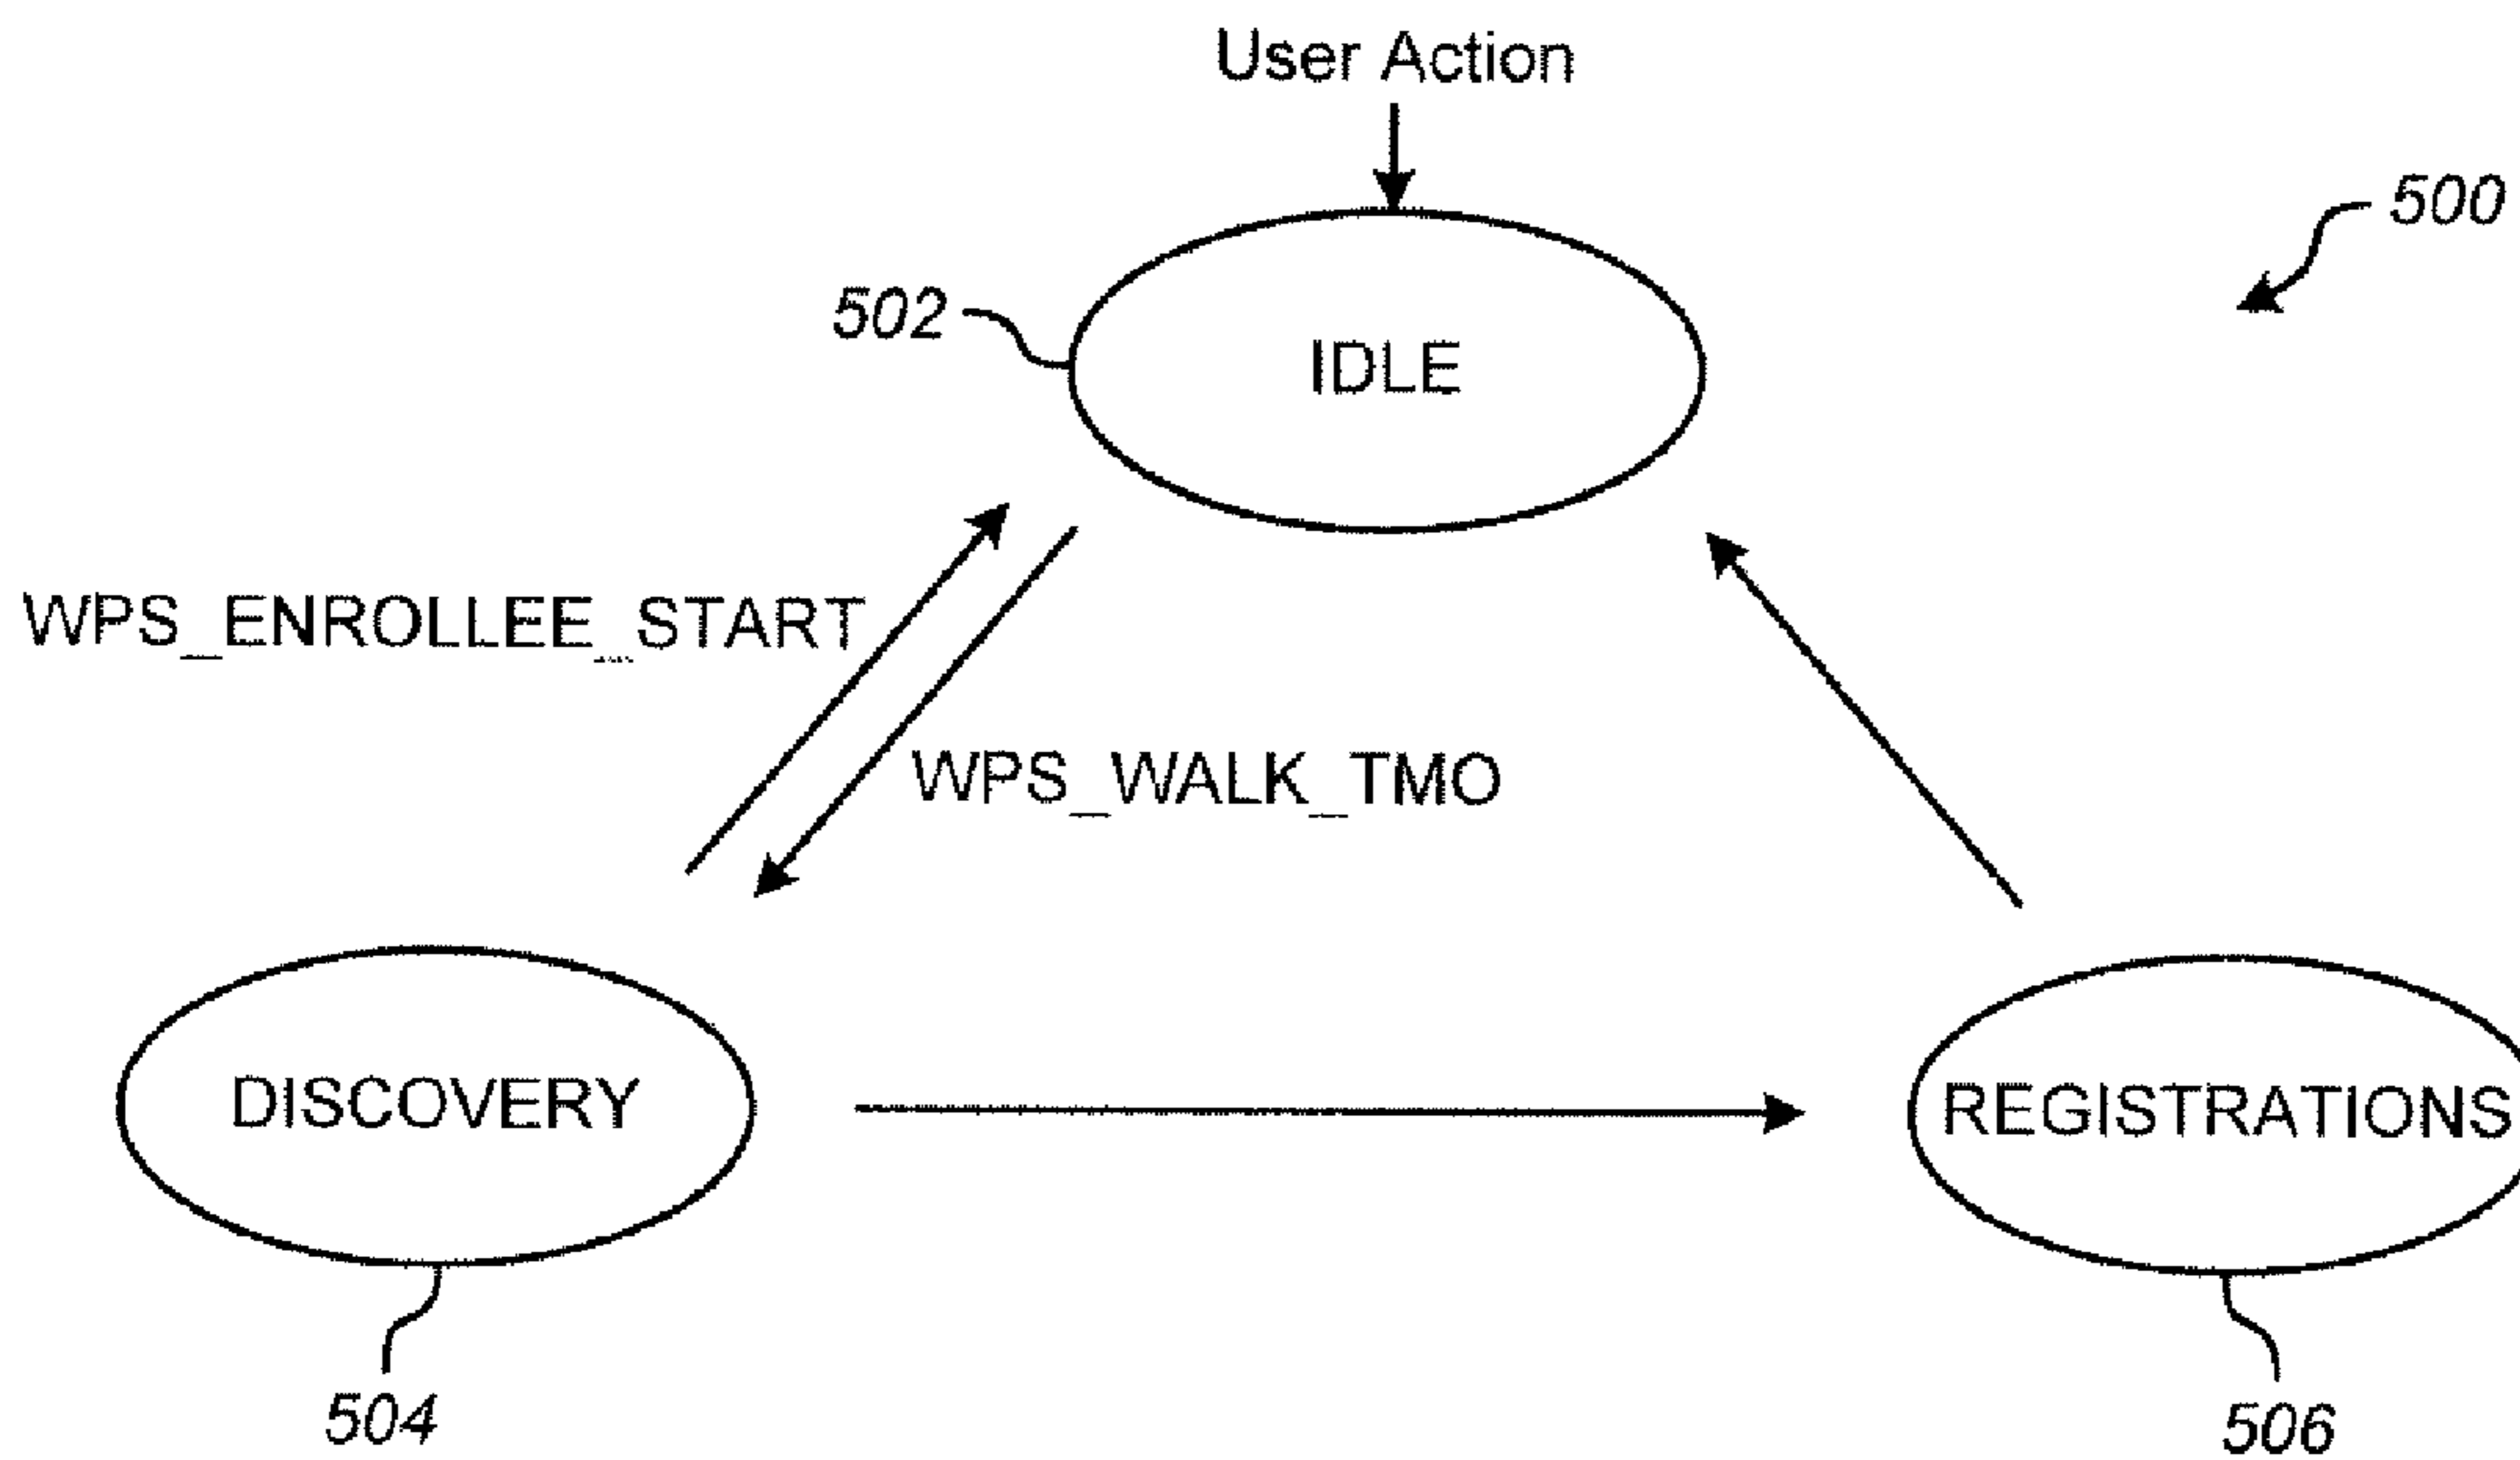 User Action
500
502
IDLE
WPS_ENROLLEE_START
WPS_WALK_TMO
DISCOVERY
REGISTRATIONS
504
506